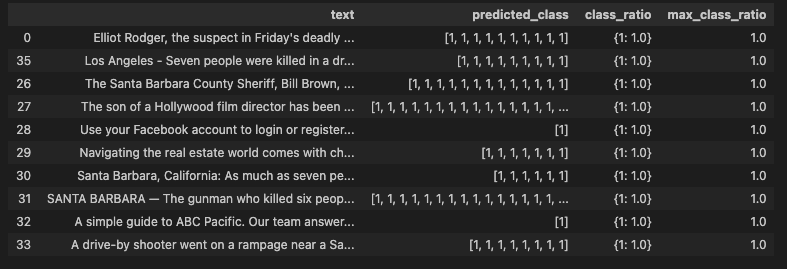 text predicted_class class_ratio max_class_ratio
0 Elliot Rodger, the suspect in Friday's deadly ... [1, 1, 1, 1, 1, 1, 1, 1, 1, 1] {1: 1.0} 1.0
35 Los Angeles - Seven people were killed in a dr... [1, 1, 1, 1, 1, 1, 1, 1, 1] {1: 1.0} 1.0
26 The Santa Barbara County Sheriff, Bill Brown, ... [1, 1, 1, 1, 1, 1, 1, 1, 1, 1, 1, 1, 1] {1: 1.0} 1.0
27 The son of a Hollywood film director has been ... [1, 1, 1, 1, 1, 1, 1, 1, 1, 1, 1, 1, 1, 1, 1, ... {1: 1.0} 1.0
28 Use your Facebook account to login or register... [1] {1: 1.0} 1.0
29 Navigating the real estate world comes with ch... [1, 1, 1, 1, 1, 1, 1] {1: 1.0} 1.0
30 Santa Barbara, California: As much as seven pe... [1, 1, 1, 1, 1, 1] {1: 1.0} 1.0
31 SANTA BARBARA — The gunman who killed six peop... [1, 1, 1, 1, 1, 1, 1, 1, 1, 1, 1, 1, 1, 1, 1, ... {1: 1.0} 1.0
32 A simple guide to ABC Pacific. Our team answer... [1] {1: 1.0} 1.0
33 A drive-by shooter went on a rampage near a Sa... [1, 1, 1, 1, 1, 1, 1, 1] {1: 1.0} 1.0